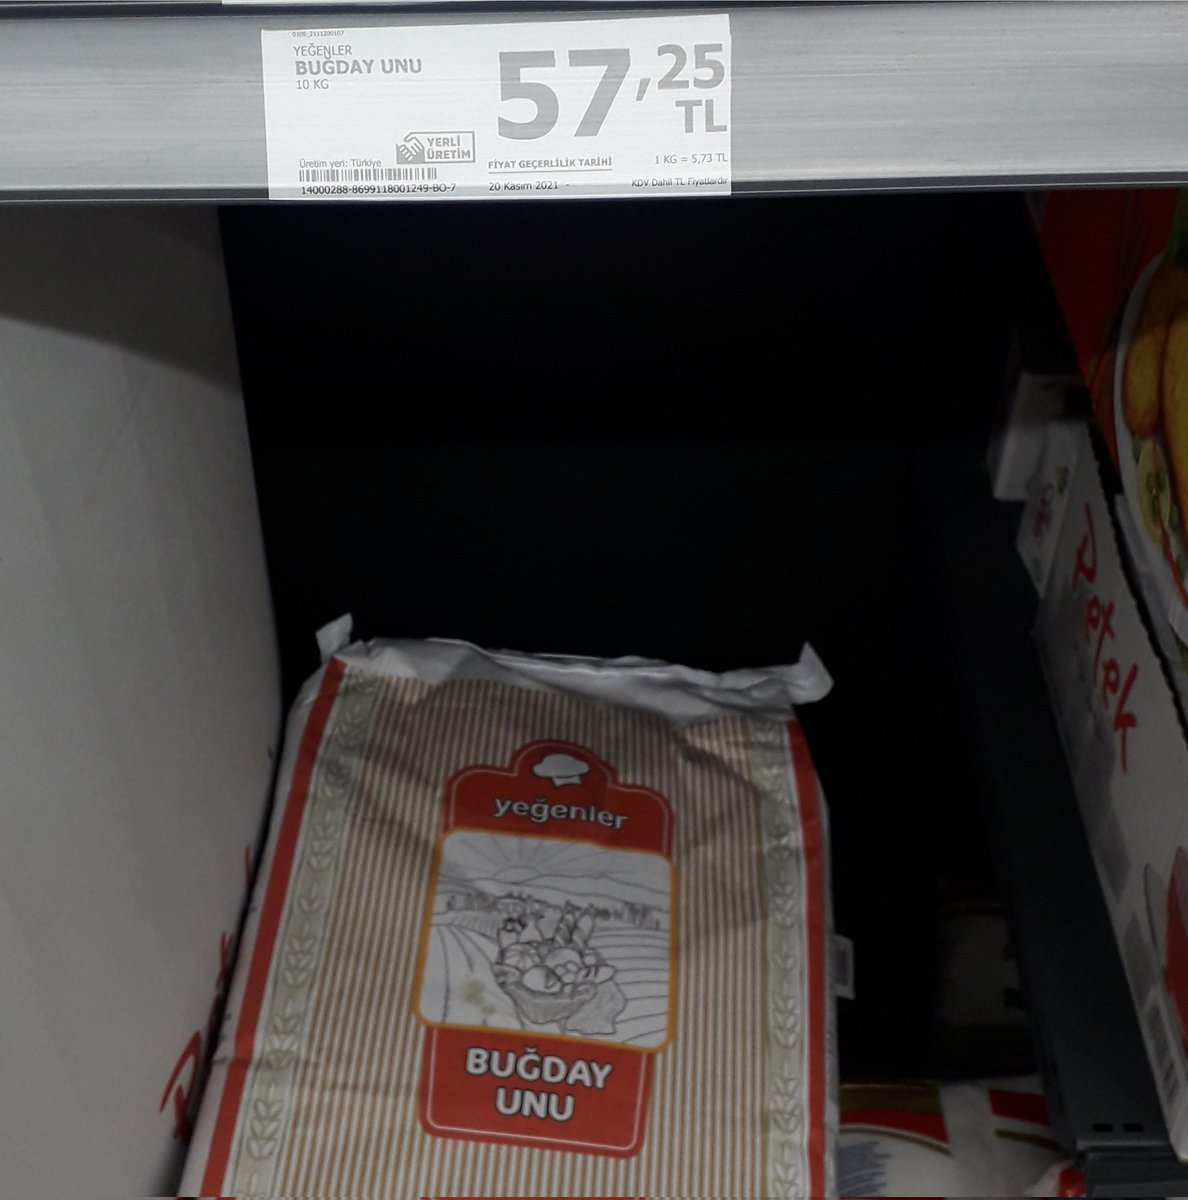 0105_2111200107
YEĞENLER
BUĞDAY UNU
10 KG
57,25
TL
YERLİ
ÜRETİM
Üretim yeri: Türkiye
FİYAT GEÇERLİLİK TARİHİ
1 KG = 5,73 TL
14000288-8699118001249-BO-7
20 Kasım 2021 -
KDV Dahil TL Fiyatlardır
Potek
yeğenler
BUĞDAY
UNU